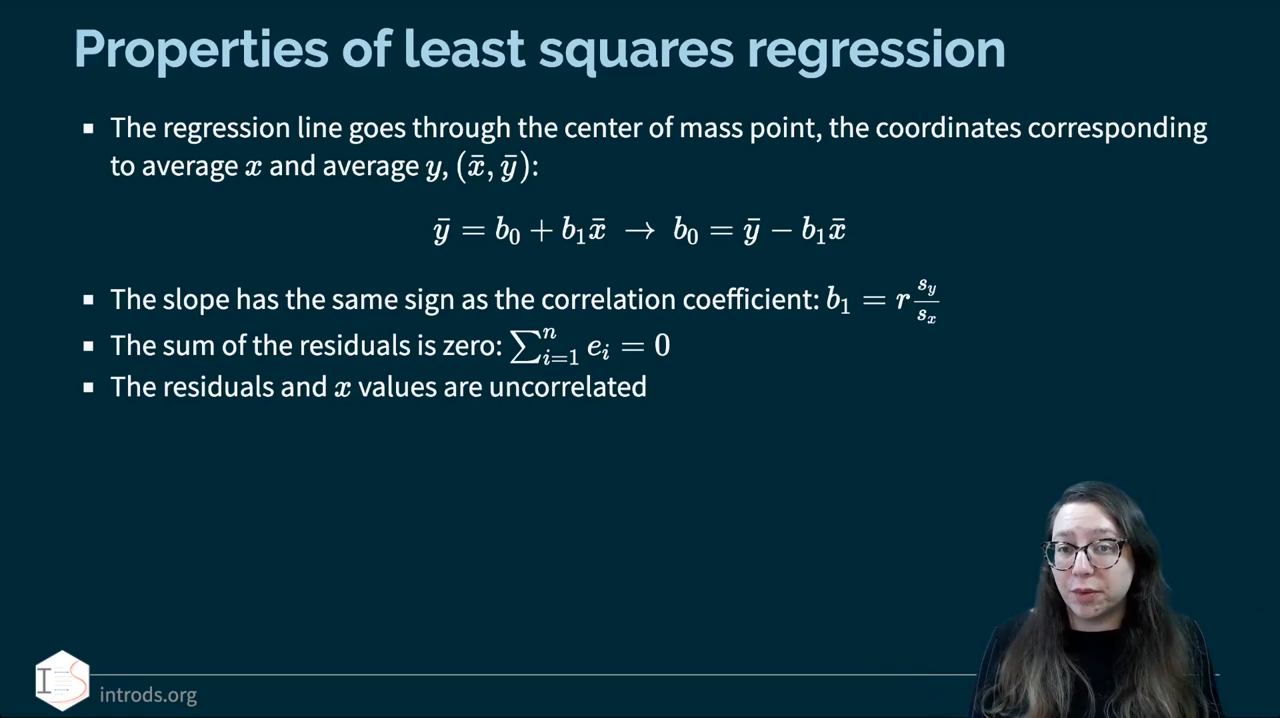 Properties of least squares regression
▪ The regression line goes through the center of mass point, the coordinates corresponding
to average x and average y, (x̄, ȳ):
ȳ = b₀ + b₁x̄ → b₀ = ȳ − b₁x̄
▪ The slope has the same sign as the correlation coefficient: b₁ = r s_y/s_x
▪ The sum of the residuals is zero: ∑ⁿᵢ₌₁ eᵢ = 0
▪ The residuals and x values are uncorrelated
I S
introds.org